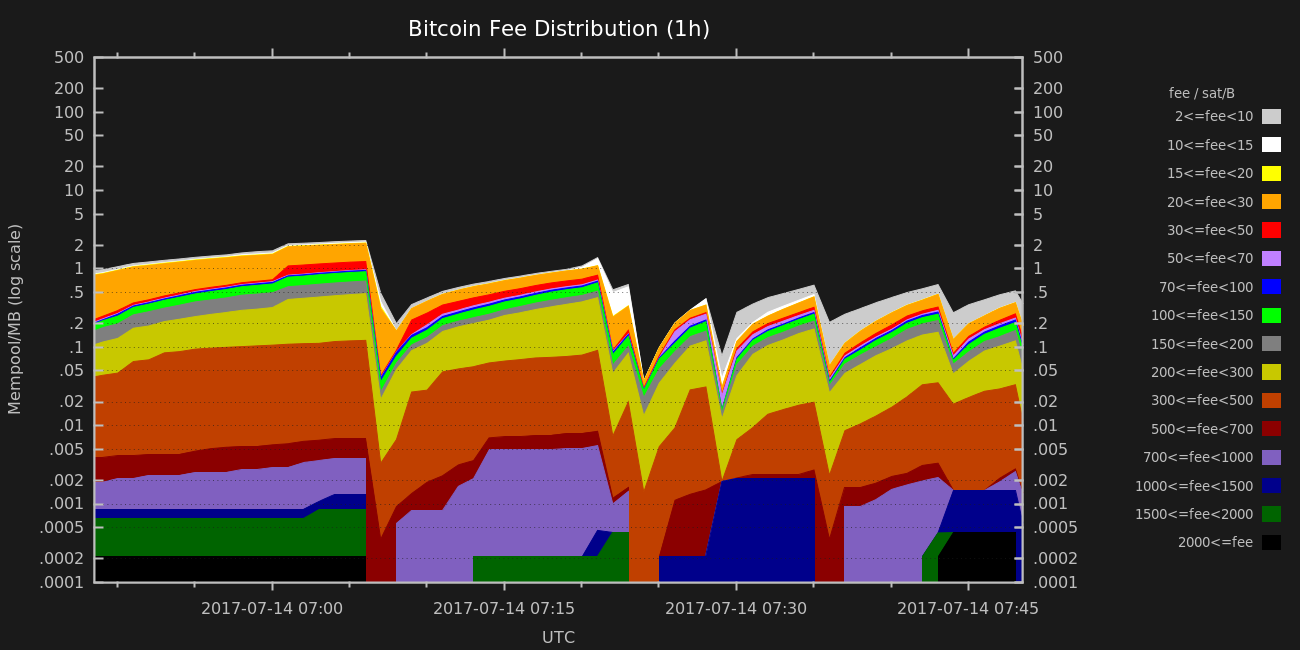 Bitcoin Fee Distribution (1h)
Mempool/MB (log scale)
500
200
100
50
20
10
5
2
1
.5
.2
.1
.05
.02
.01
.005
.002
.001
.0005
.0002
.0001
500
200
100
50
20
10
5
2
1
.5
.2
.1
.05
.02
.01
.005
.002
.001
.0005
.0002
.0001
2017-07-14 07:00
2017-07-14 07:15
2017-07-14 07:30
2017-07-14 07:45
UTC
fee / sat/B
2<=fee<10
10<=fee<15
15<=fee<20
20<=fee<30
30<=fee<50
50<=fee<70
70<=fee<100
100<=fee<150
150<=fee<200
200<=fee<300
300<=fee<500
500<=fee<700
700<=fee<1000
1000<=fee<1500
1500<=fee<2000
2000<=fee